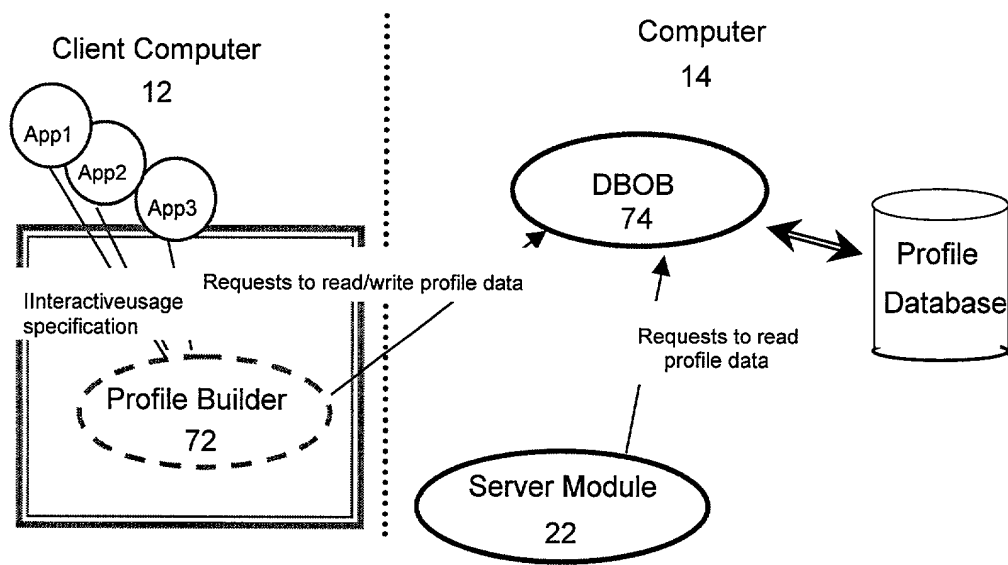 Client Computer
12
Computer
14
App1
App2
App3
DBOB
74
Profile
Database
Requests to read/write profile data
IInteractiveusage
specification
Requests to read
profile data
Profile Builder
72
Server Module
22